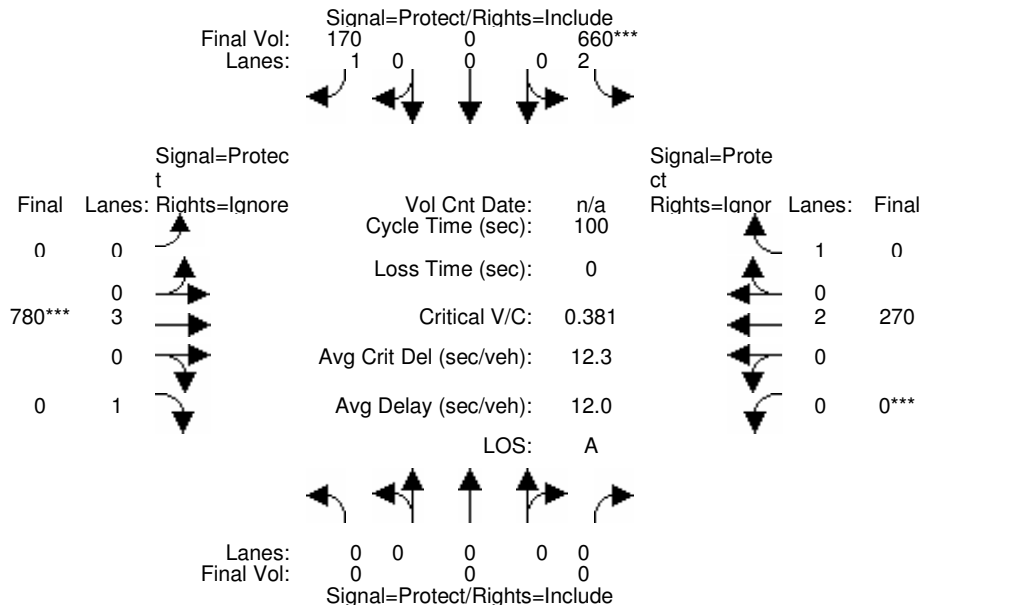 Signal=Protect/Rights=Include
Final Vol: 170 0 660***
Lanes: 1 0 0 0 2
Signal=Protec
t
Signal=Prote
ct
Final Lanes: Rights=Ignore Vol Cnt Date: n/a Rights=Ignor Lanes: Final
Cycle Time (sec): 100
0 0 1 0
Loss Time (sec): 0
0 0
780*** 3 Critical V/C: 0.381 2 270
0 Avg Crit Del (sec/veh): 12.3 0
0 1 Avg Delay (sec/veh): 12.0 0 0***
LOS: A
Lanes: 0 0 0 0 0
Final Vol: 0 0 0
Signal=Protect/Rights=Include